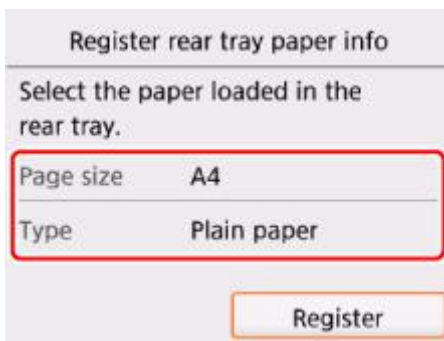 Register rear tray paper info
Select the paper loaded in the
rear tray.
Page size A4
Type Plain paper
Register